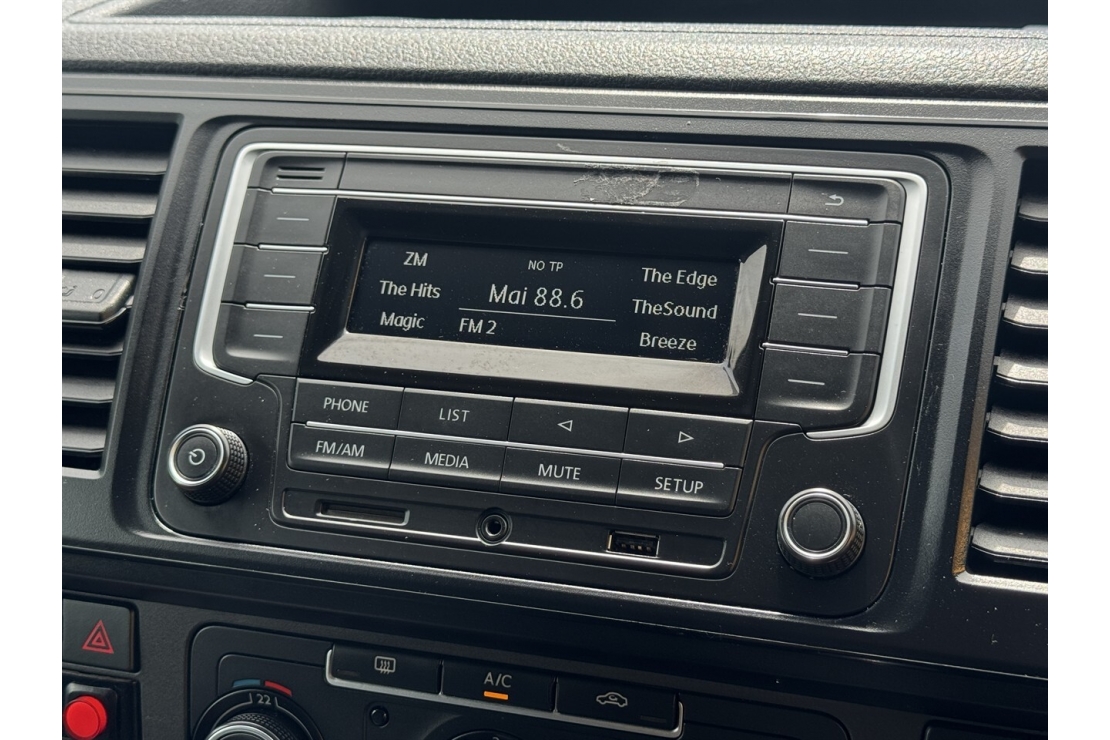 ZM
NO TP
The Edge
The Hits
Mai 88.6
TheSound
Magic
FM 2
Breeze
PHONE
LIST
FM/AM
MEDIA
MUTE
SETUP
22
A/C